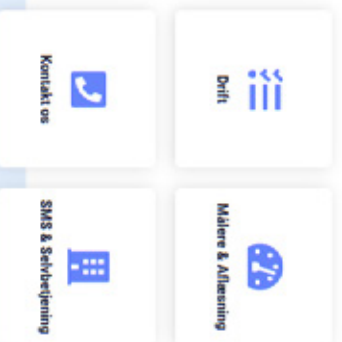 Drift
Målere & Aflæsning
Kontakt os
SMS & Selvbetjening